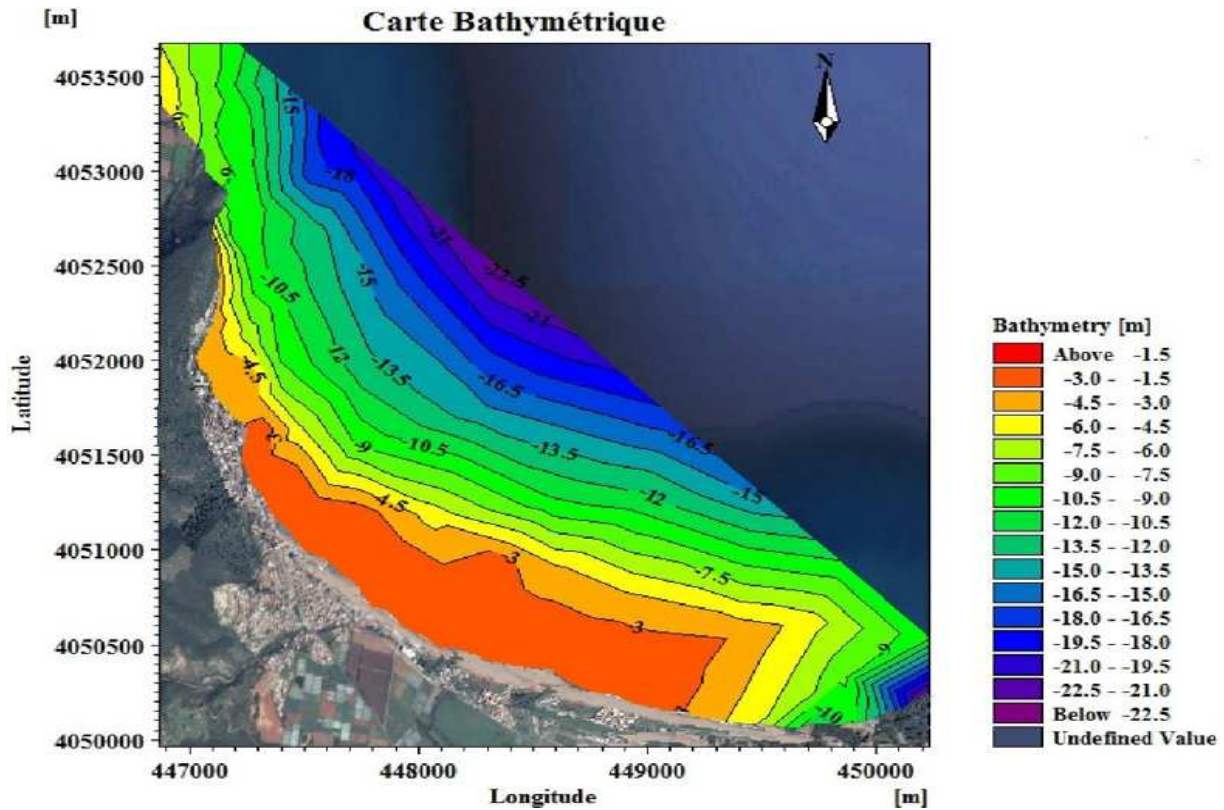 [m]
Carte Bathymétrique
N
4053500
4053000
4052500
4052000
4051500
4051000
4050500
4050000
Latitude
447000
448000
449000
450000
Longitude
[m]
-15
-6
-18
-21
-22.5
-21
-15
-10.5
-12
-13.5
-16.5
-4.5
-3
-9
-10.5
-13.5
-16.5
-15
-12
-4.5
-3
-7.5
-3
-9
-10
Bathymetry [m]
Above -1.5
-3.0 - -1.5
-4.5 - -3.0
-6.0 - -4.5
-7.5 - -6.0
-9.0 - -7.5
-10.5 - -9.0
-12.0 - -10.5
-13.5 - -12.0
-15.0 - -13.5
-16.5 - -15.0
-18.0 - -16.5
-19.5 - -18.0
-21.0 - -19.5
-22.5 - -21.0
Below -22.5
Undefined Value